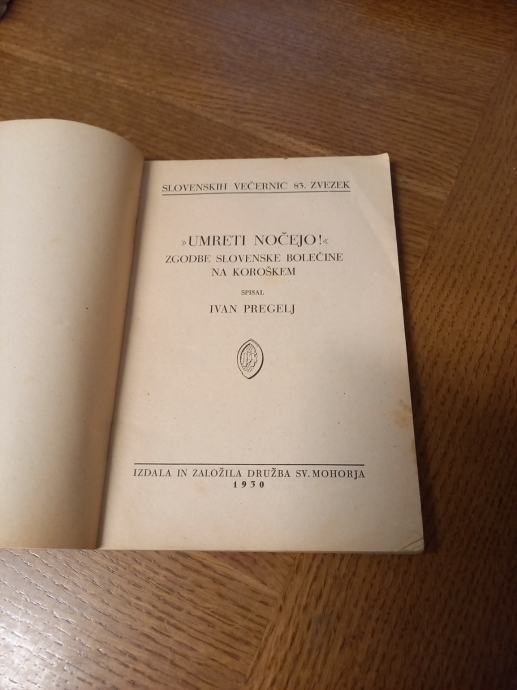 SLOVENSKIH VEČERNIC 83. ZVEZEK
»UMRETI NOČEJO!«
ZGODBE SLOVENSKE BOLEČINE
NA KOROŠKEM
SPISAL
IVAN PREGELJ
IZDALA IN ZALOŽILA DRUŽBA SV. MOHORJA
1930